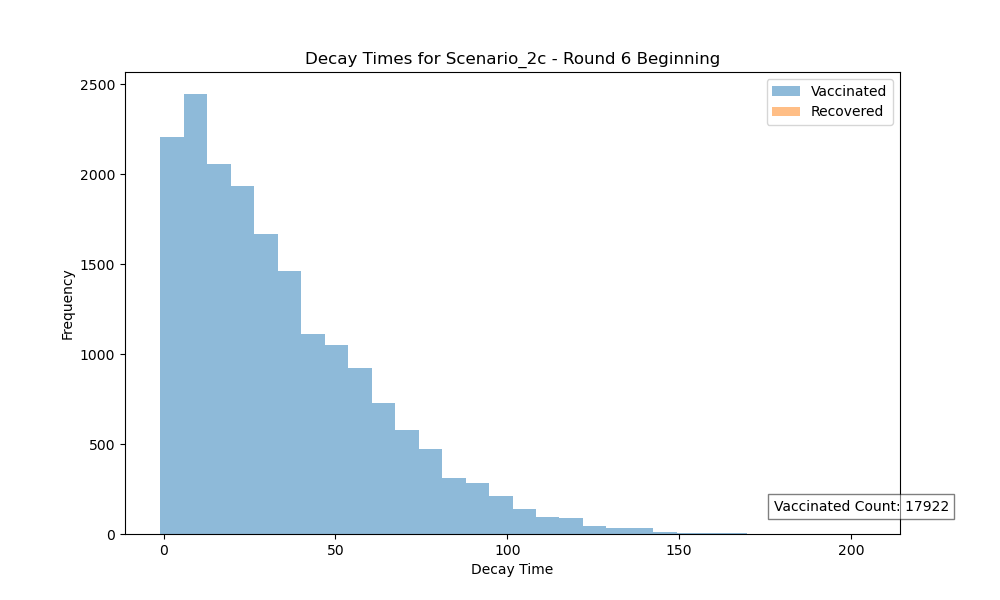 Decay Times for Scenario_2c - Round 6 Beginning
Vaccinated
Recovered
Frequency
2500
2000
1500
1000
500
0
Vaccinated Count: 17922
0 50 100 150 200
Decay Time